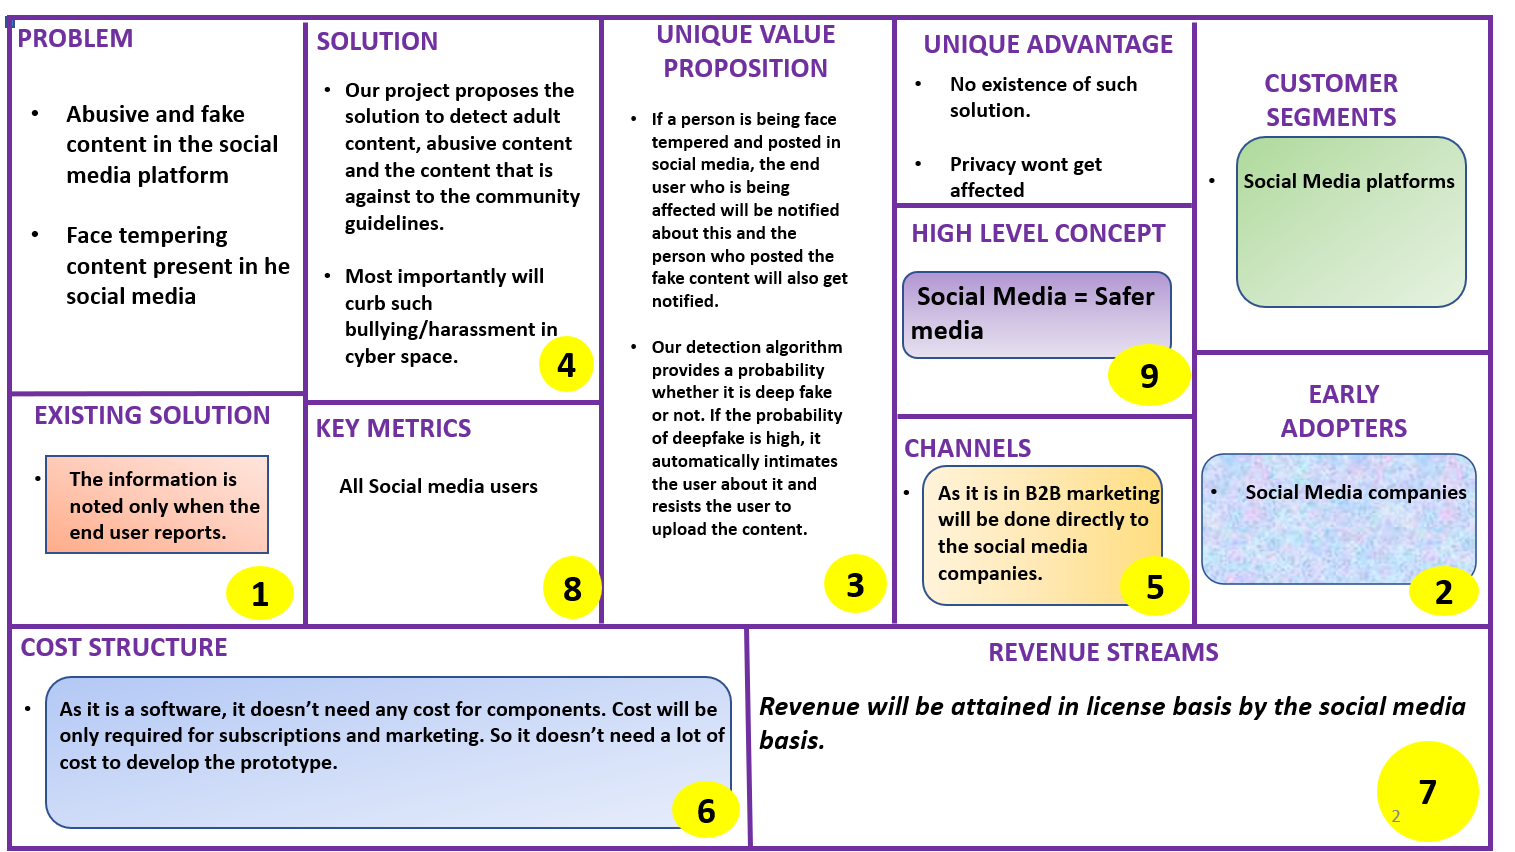 PROBLEM
• Abusive and fake
content in the social
media platform
• Face tempering
content present in he
social media
EXISTING SOLUTION
• The information is
noted only when the
end user reports.
1
SOLUTION
• Our project proposes the
solution to detect adult
content, abusive content
and the content that is
against to the community
guidelines.
• Most importantly will
curb such
bullying/harassment in
cyber space.
4
KEY METRICS
All Social media users
8
UNIQUE VALUE
PROPOSITION
• If a person is being face
tempered and posted in
social media, the end
user who is being
affected will be notified
about this and the
person who posted the
fake content will also get
notified.
• Our detection algorithm
provides a probability
whether it is deep fake
or not. If the probability
of deepfake is high, it
automatically intimates
the user about it and
resists the user to
upload the content.
3
UNIQUE ADVANTAGE
• No existence of such
solution.
• Privacy wont get
affected
HIGH LEVEL CONCEPT
Social Media = Safer
media
9
CHANNELS
• As it is in B2B marketing
will be done directly to
the social media
companies.
5
CUSTOMER
SEGMENTS
• Social Media platforms
EARLY
ADOPTERS
• Social Media companies
2
COST STRUCTURE
• As it is a software, it doesn’t need any cost for components. Cost will be
only required for subscriptions and marketing. So it doesn’t need a lot of
cost to develop the prototype.
6
REVENUE STREAMS
Revenue will be attained in license basis by the social media
basis.
7
2